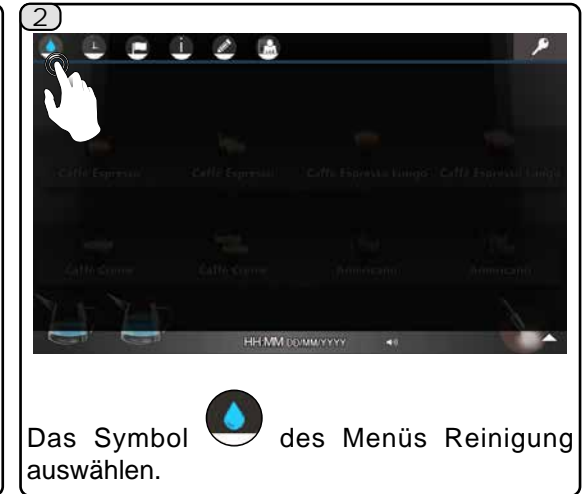 2
Caffè Espresso Caffè Espresso Caffè Espresso Lungo Caffè Espresso Lungo
Caffè Creme Caffè Creme Americano Americano
HH:MM DD/MM/YYYY
Das Symbol des Menüs Reinigung
auswählen.